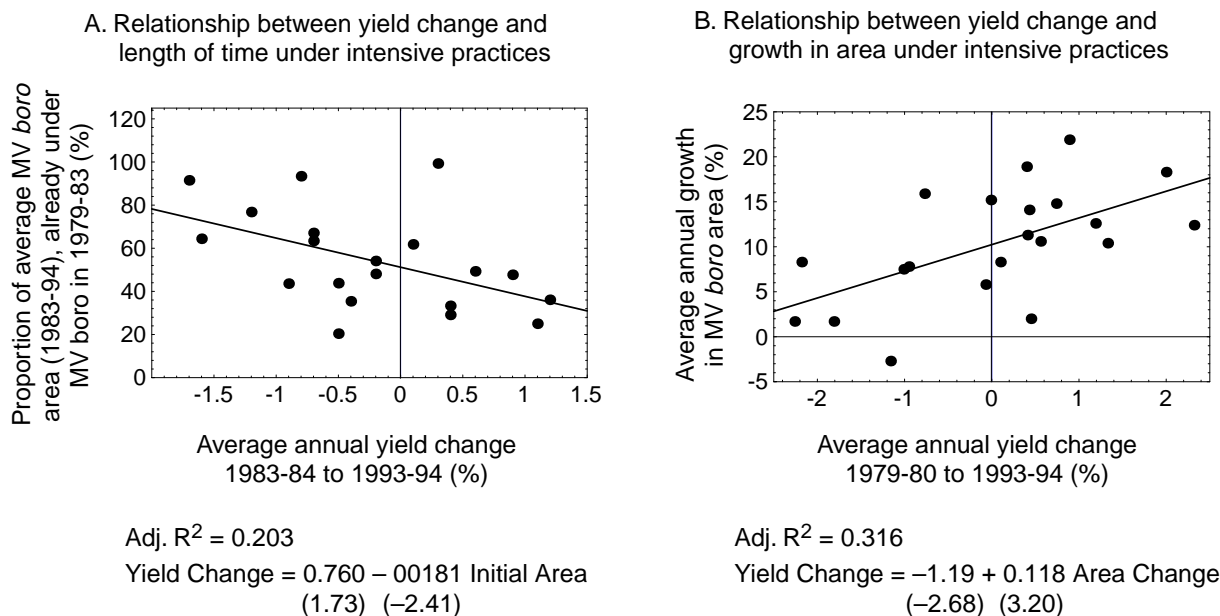 A. Relationship between yield change and
length of time under intensive practices
Proportion of average MV boro
area (1983-94), already under
MV boro in 1979-83 (%)
120
100
80
60
40
20
0
-1.5
-1
-0.5
0
0.5
1
1.5
Average annual yield change
1983-84 to 1993-94 (%)
Adj. R² = 0.203
Yield Change = 0.760 – 00181 Initial Area
(1.73) (–2.41)
B. Relationship between yield change and
growth in area under intensive practices
Average annual growth
in MV boro area (%)
25
20
15
10
5
0
-5
-2
-1
0
1
2
Average annual yield change
1979-80 to 1993-94 (%)
Adj. R² = 0.316
Yield Change = –1.19 + 0.118 Area Change
(–2.68) (3.20)